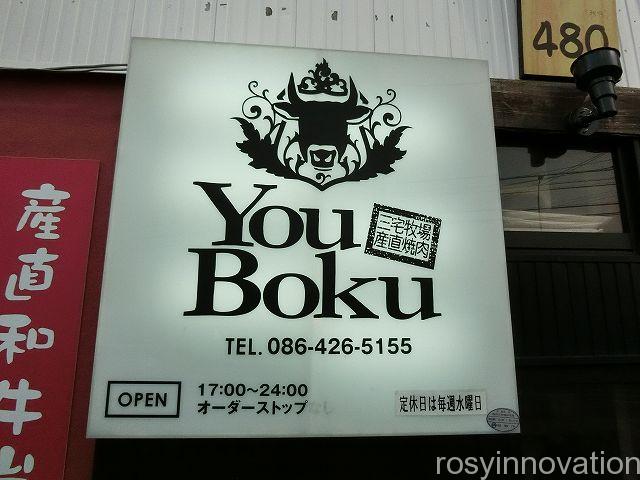 480
You
Boku
三宅牧場
産直焼肉
TEL. 086-426-5155
OPEN
17:00~24:00
オーダーストップなし
定休日は毎週水曜日
産直和牛
rosyinnovation